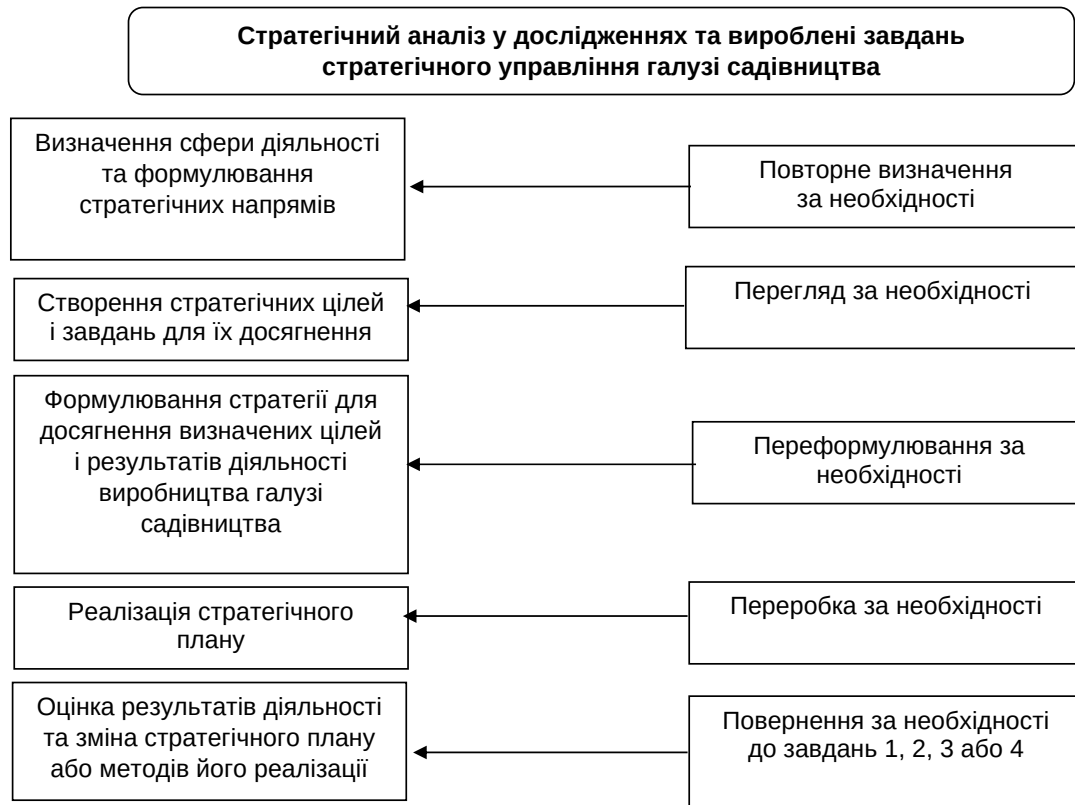 Стратегічний аналіз у дослідженнях та вироблені завдань
стратегічного управління галузі садівництва
Визначення сфери діяльності
та формулювання
стратегічних напрямів
Повторне визначення
за необхідності
Створення стратегічних цілей
і завдань для їх досягнення
Перегляд за необхідності
Формулювання стратегії для
досягнення визначених цілей
і результатів діяльності
виробництва галузі
садівництва
Переформулювання за
необхідності
Реалізація стратегічного
плану
Переробка за необхідності
Оцінка результатів діяльності
та зміна стратегічного плану
або методів його реалізації
Повернення за необхідності
до завдань 1, 2, 3 або 4